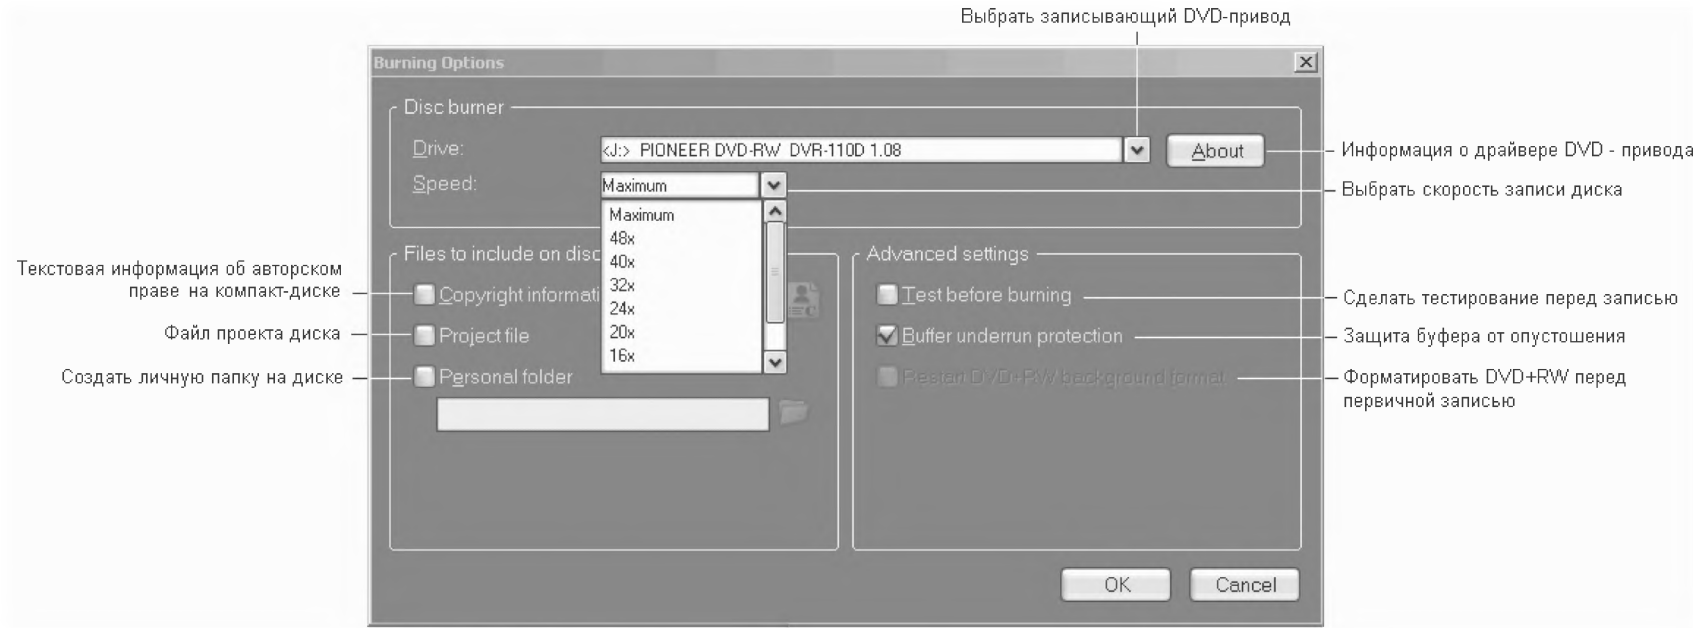 Выбрать записывающий DVD-привод
Burning Options
Disc burner
Drive:
<J:> PIONEER DVD-RW DVR-110D 1.08
About
Информация о драйвере DVD - привода
Speed:
Maximum
Выбрать скорость записи диска
Maximum
48x
40x
32x
24x
20x
16x
Files to include on disc
Текстовая информация об авторском
праве на компакт-диске
Copyright informati
Файл проекта диска
Project file
Создать личную папку на диске
Personal folder
Advanced settings
Test before burning
Сделать тестирование перед записью
Buffer underrun protection
Защита буфера от опустошения
Restart DVD+RW background format
Форматировать DVD+RW перед
первичной записью
OK
Cancel